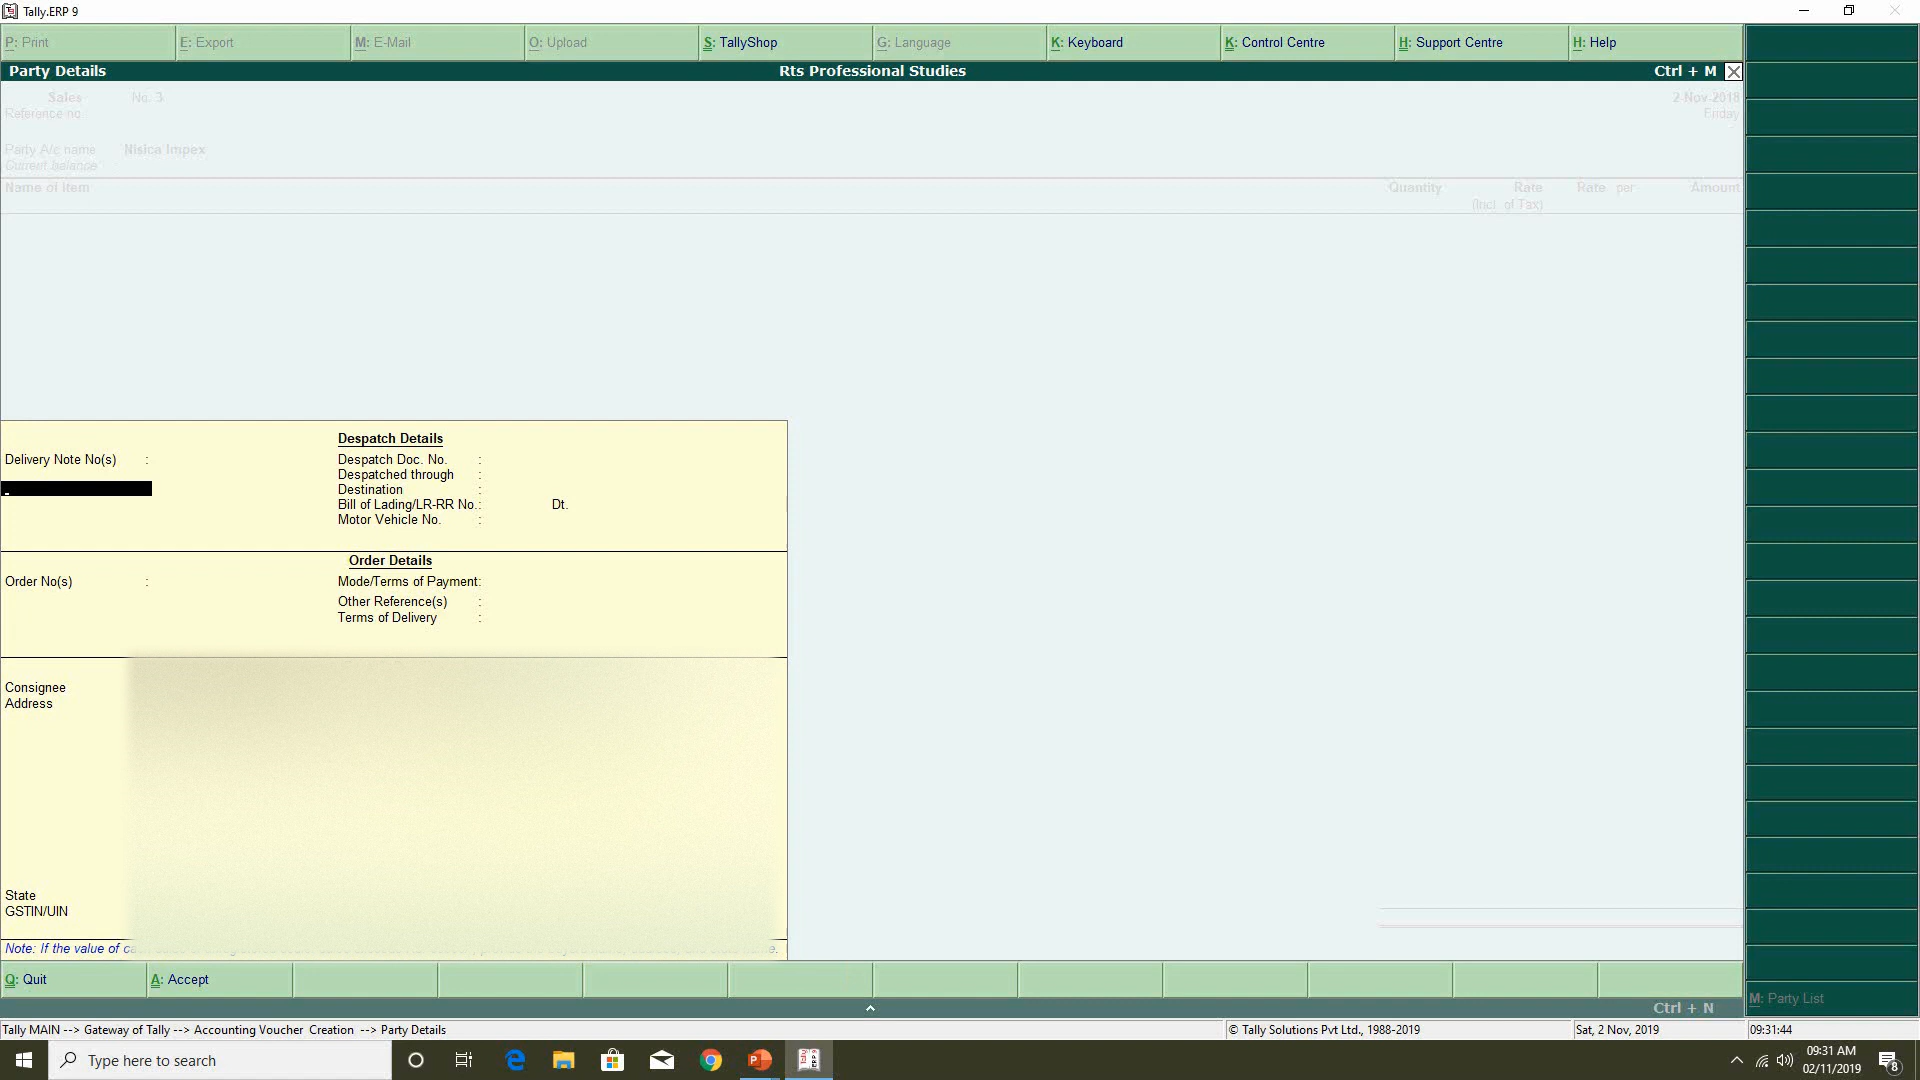 Tally.ERP 9
P: Print E: Export M: E-Mail O: Upload S: TallyShop G: Language K: Keyboard K: Control Centre H: Support Centre H: Help
Party Details Rts Professional Studies Ctrl + M
Sales No. 3 2-Nov-2018
Reference no. Friday
Party A/c name Nisica Impex
Current balance
Name of Item Quantity Rate Rate per Amount
(Incl. of Tax)
Despatch Details
Delivery Note No(s) : Despatch Doc. No. :
Despatched through :
Destination :
Bill of Lading/LR-RR No. : Dt.
Motor Vehicle No. :
Order Details
Order No(s) : Mode/Terms of Payment:
Other Reference(s) :
Terms of Delivery :
Consignee
Address
State
GSTIN/UIN
Note: If the value of
Q: Quit A: Accept
M: Party List
Ctrl + N
Tally MAIN --> Gateway of Tally --> Accounting Voucher Creation --> Party Details © Tally Solutions Pvt Ltd., 1988-2019 Sat, 2 Nov, 2019 09:31:44
Type here to search 09:31 AM
02/11/2019
8